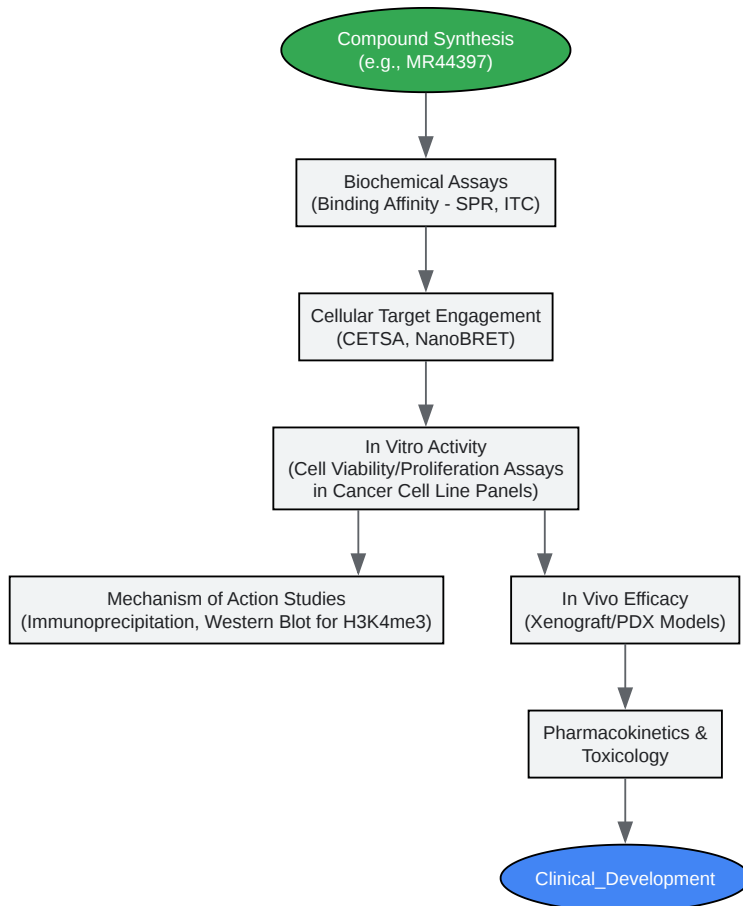 Compound Synthesis
(e.g., MR44397)
Biochemical Assays
(Binding Affinity - SPR, ITC)
Cellular Target Engagement
(CETSA, NanoBRET)
In Vitro Activity
(Cell Viability/Proliferation Assays
in Cancer Cell Line Panels)
Mechanism of Action Studies
(Immunoprecipitation, Western Blot for H3K4me3)
In Vivo Efficacy
(Xenograft/PDX Models)
Pharmacokinetics &
Toxicology
Clinical_Development